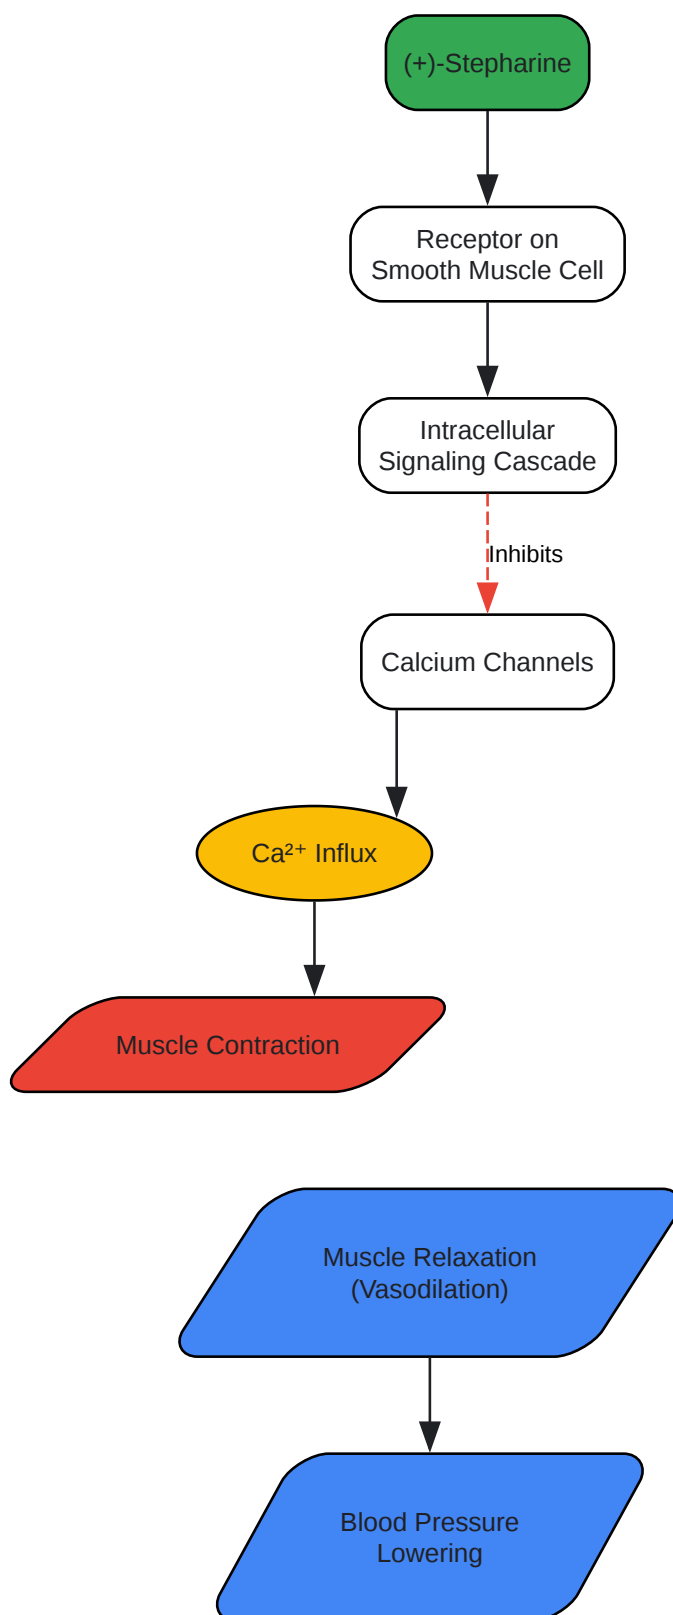 (+)-Stepharine
Receptor on
Smooth Muscle Cell
Intracellular
Signaling Cascade
Inhibits
Calcium Channels
Ca²⁺ Influx
Muscle Contraction
Muscle Relaxation
(Vasodilation)
Blood Pressure
Lowering